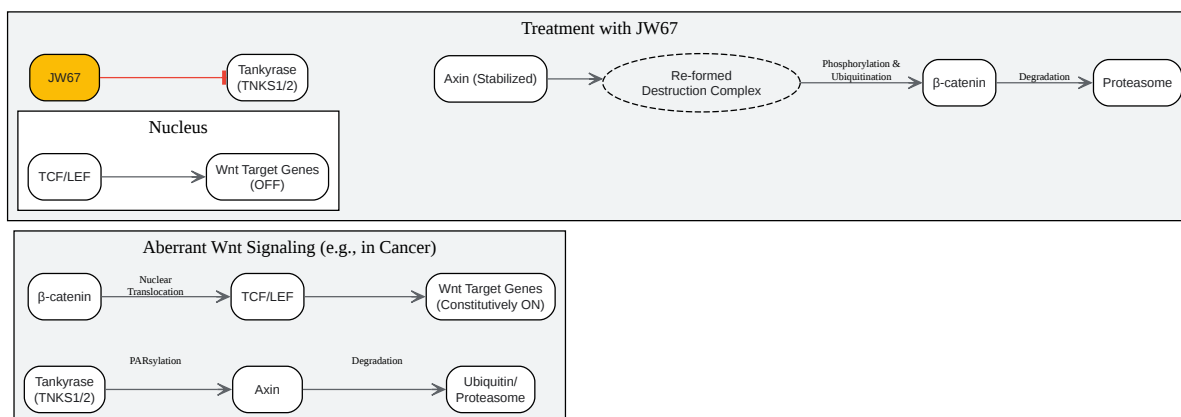 Treatment with JW67
JW67
Tankyrase
(TNKS1/2)
Axin (Stabilized)
Re-formed
Destruction Complex
Phosphorylation &
Ubiquitination
β-catenin
Degradation
Proteasome
Nucleus
TCF/LEF
Wnt Target Genes
(OFF)
Aberrant Wnt Signaling (e.g., in Cancer)
β-catenin
Nuclear
Translocation
TCF/LEF
Wnt Target Genes
(Constitutively ON)
Tankyrase
(TNKS1/2)
PARsylation
Axin
Degradation
Ubiquitin/
Proteasome